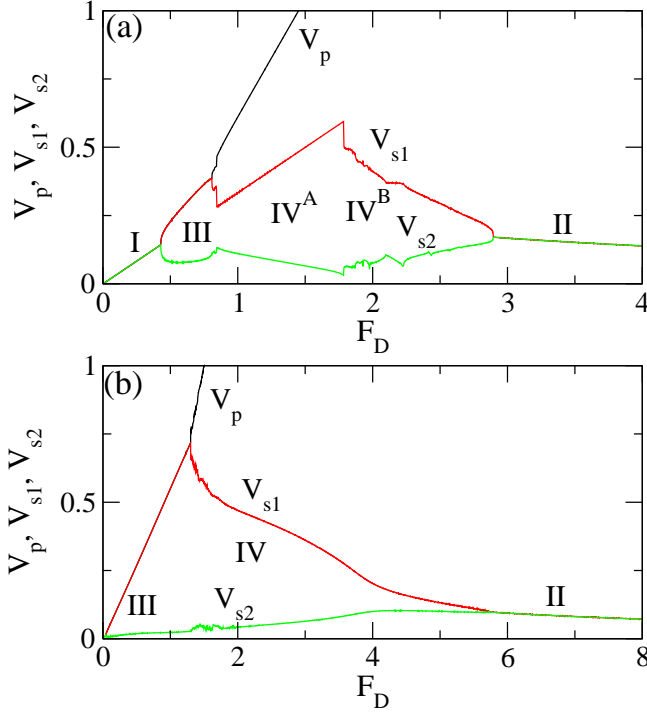 (a)
V_p, V_s1, V_s2
1
0.5
0
V_p
V_s1
I
III
IV^A
IV^B
V_s2
II
0
1
2
3
4
F_D
(b)
V_p, V_s1, V_s2
1
0.5
0
V_p
V_s1
IV
III
V_s2
II
0
2
4
6
8
F_D